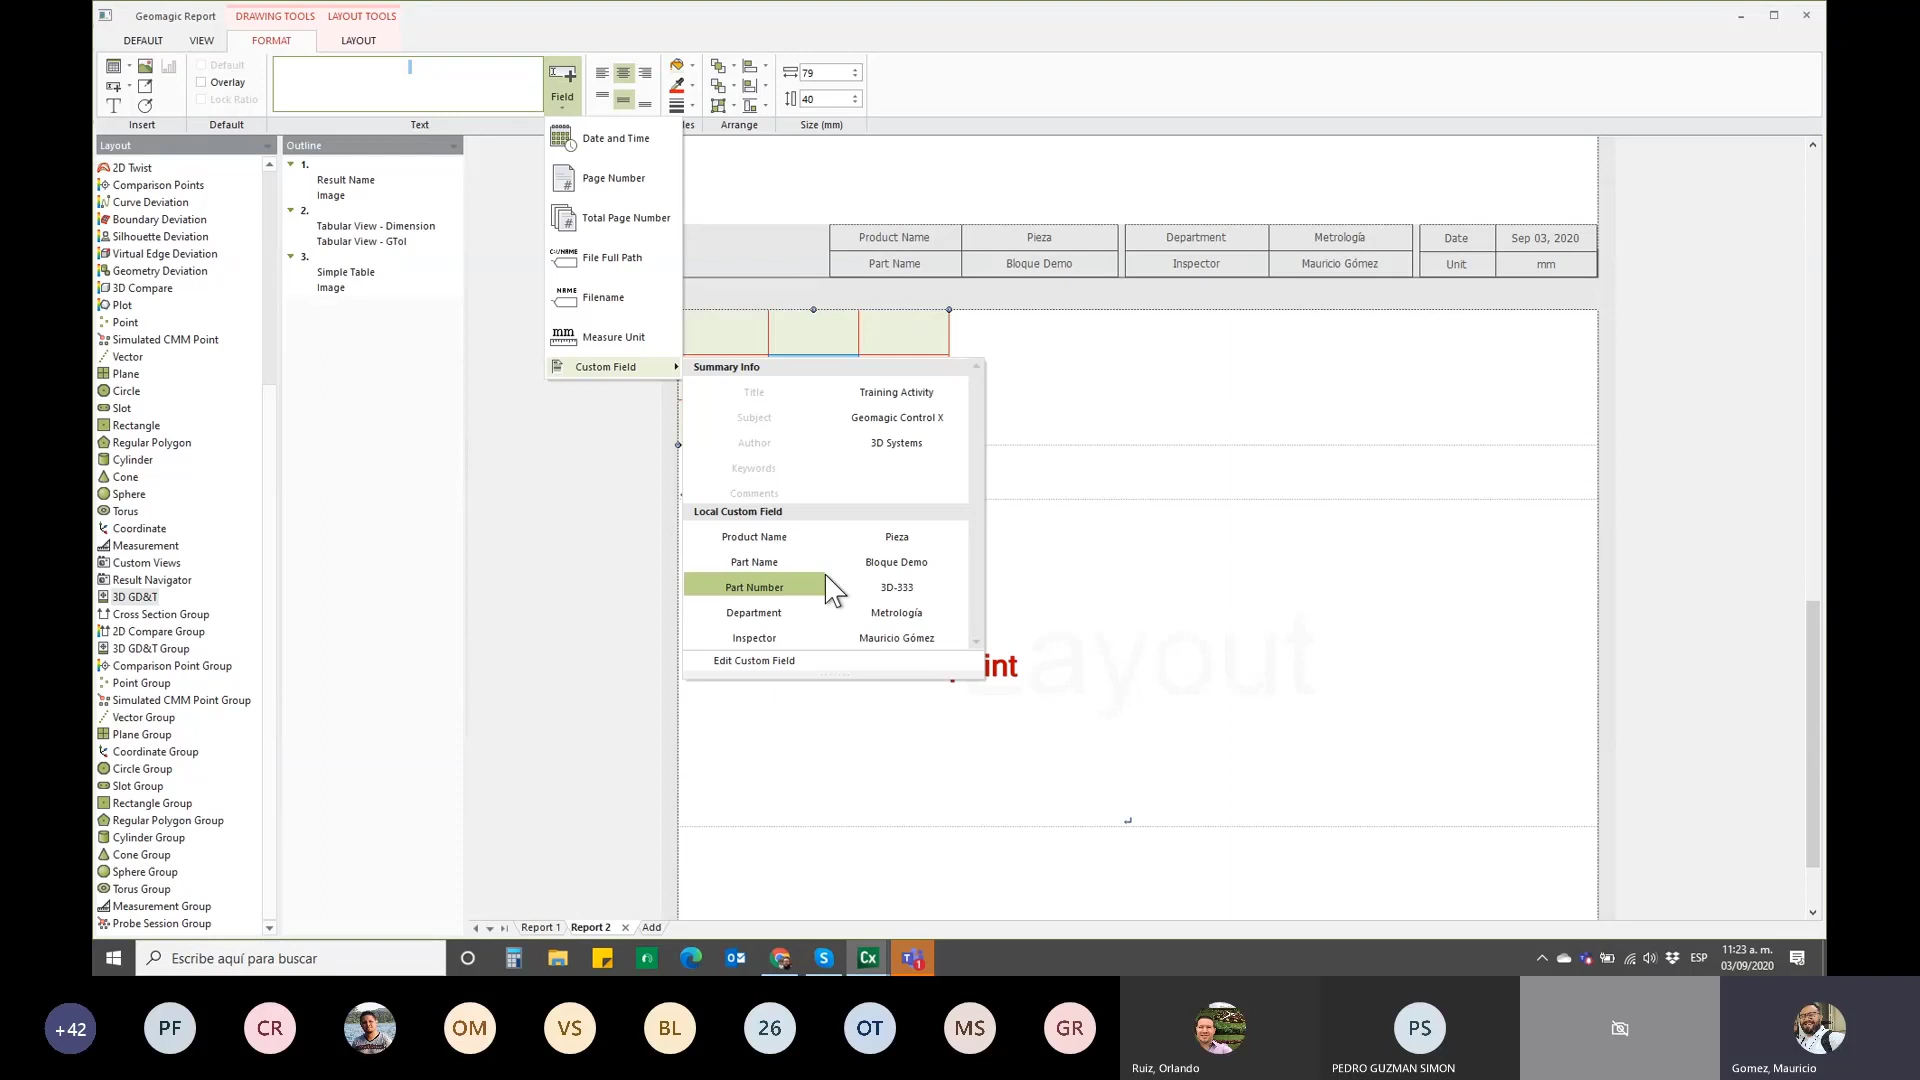 Geomagic Report
DRAWING TOOLS
LAYOUT TOOLS
DEFAULT
VIEW
FORMAT
LAYOUT
Default
Overlay
Lock Ratio
Field
79
40
Insert
Default
Text
les
Arrange
Size (mm)
Layout
2D Twist
Comparison Points
Curve Deviation
Boundary Deviation
Silhouette Deviation
Virtual Edge Deviation
Geometry Deviation
3D Compare
Plot
Point
Simulated CMM Point
Vector
Plane
Circle
Slot
Rectangle
Regular Polygon
Cylinder
Cone
Sphere
Torus
Coordinate
Measurement
Custom Views
Result Navigator
3D GD&T
Cross Section Group
2D Compare Group
3D GD&T Group
Comparison Point Group
Point Group
Simulated CMM Point Group
Vector Group
Plane Group
Coordinate Group
Circle Group
Slot Group
Rectangle Group
Regular Polygon Group
Cylinder Group
Cone Group
Sphere Group
Torus Group
Measurement Group
Probe Session Group
Outline
1.
Result Name
Image
2.
Tabular View - Dimension
Tabular View - GTol
3.
Simple Table
Image
Date and Time
Page Number
Total Page Number
C:\/NAME
File Full Path
NAME
Filename
mm
Measure Unit
Custom Field
Product Name
Pieza
Department
Metrología
Date
Sep 03, 2020
Part Name
Bloque Demo
Inspector
Mauricio Gómez
Unit
mm
Summary Info
Title
Training Activity
Subject
Geomagic Control X
Author
3D Systems
Keywords
Comments
Local Custom Field
Product Name
Pieza
Part Name
Bloque Demo
Part Number
3D-333
Department
Metrología
Inspector
Mauricio Gómez
Edit Custom Field
int
Layout
Report 1
Report 2
Add
Escribe aquí para buscar
Cx
1
ESP
11:23 a. m.
03/09/2020
+42
PF
CR
OM
VS
BL
26
OT
MS
GR
PS
Ruiz, Orlando
PEDRO GUZMAN SIMON
Gomez, Mauricio